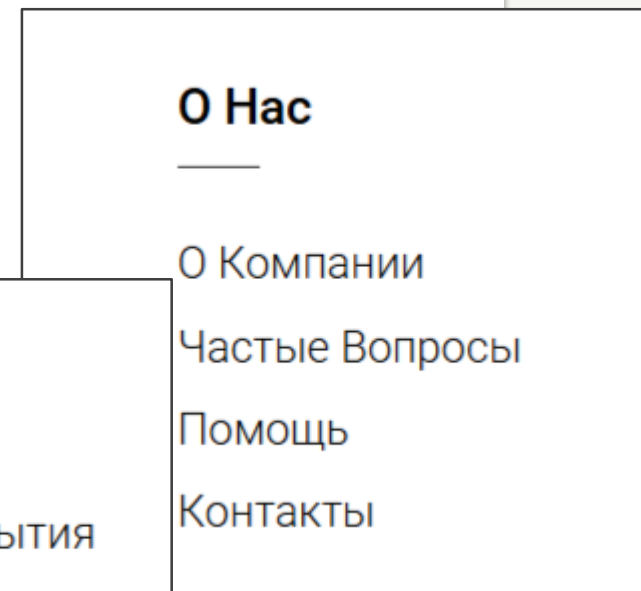 О Нас
О Компании
Частые Вопросы
Помощь
Контакты